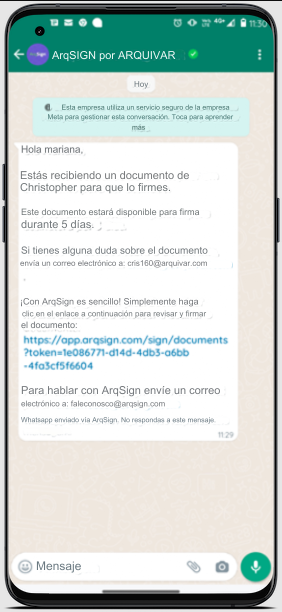 11:30
ArqSIGN por ARQUIVAR
Hoy
Esta empresa utiliza un servicio seguro de la empresa
Meta para gestionar esta conversación. Toca para aprender
más
Hola mariana,
Estás recibiendo un documento de
Christopher para que lo firmes.
Este documento estará disponible para firma
durante 5 días.
Si tienes alguna duda sobre el documento
envía un correo electrónico a: cris160@arquivar.com
¡Con ArqSign es sencillo! Simplemente haga
clic en el enlace a continuación para revisar y firmar
el documento:
https://app.arqsign.com/sign/documents
?token=1e086771-d14d-4db3-a6bb
-4fa3cf5f6604
Para hablar con ArqSign envíe un correo
electrónico a: faleconosco@arqsign.com
Whatsapp enviado vía ArqSign. No respondas a este mensaje.
11:29
Mensaje